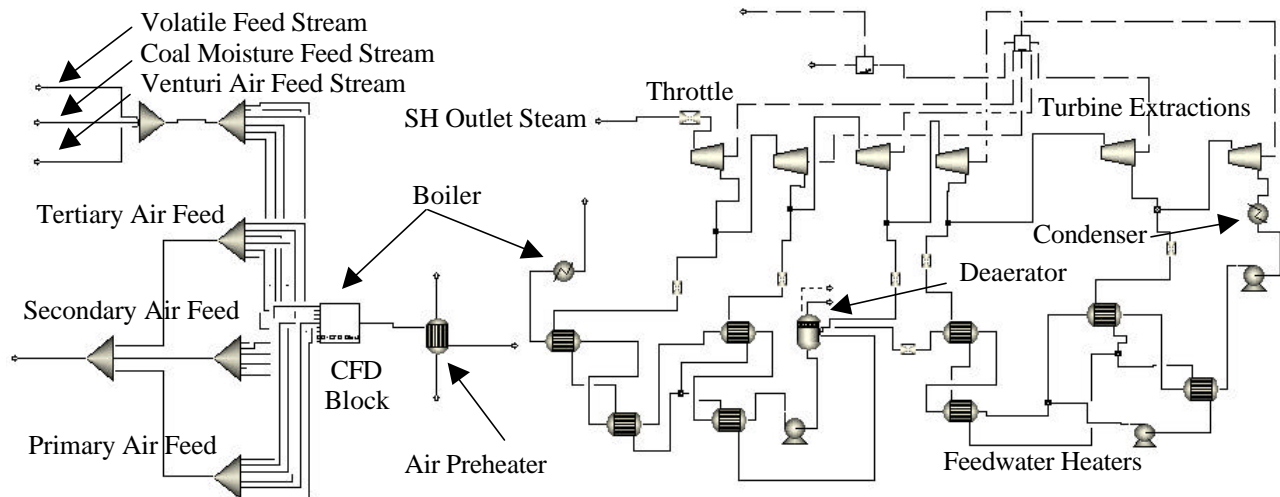 Volatile Feed Stream
Coal Moisture Feed Stream
Venturi Air Feed Stream
Throttle
SH Outlet Steam
Turbine Extractions
Boiler
Tertiary Air Feed
Condenser
Deaerator
Secondary Air Feed
CFD
Block
Primary Air Feed
Air Preheater
Feedwater Heaters